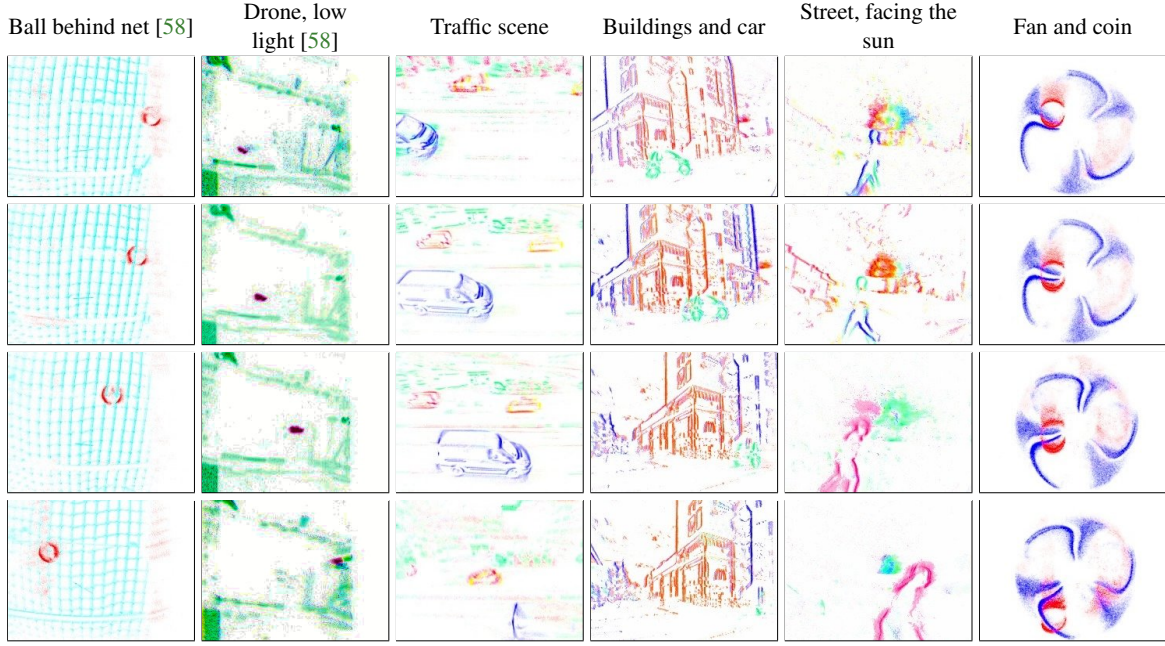 Ball behind net [58]
Drone, low
light [58]
Traffic scene
Buildings and car
Street, facing the
sun
Fan and coin